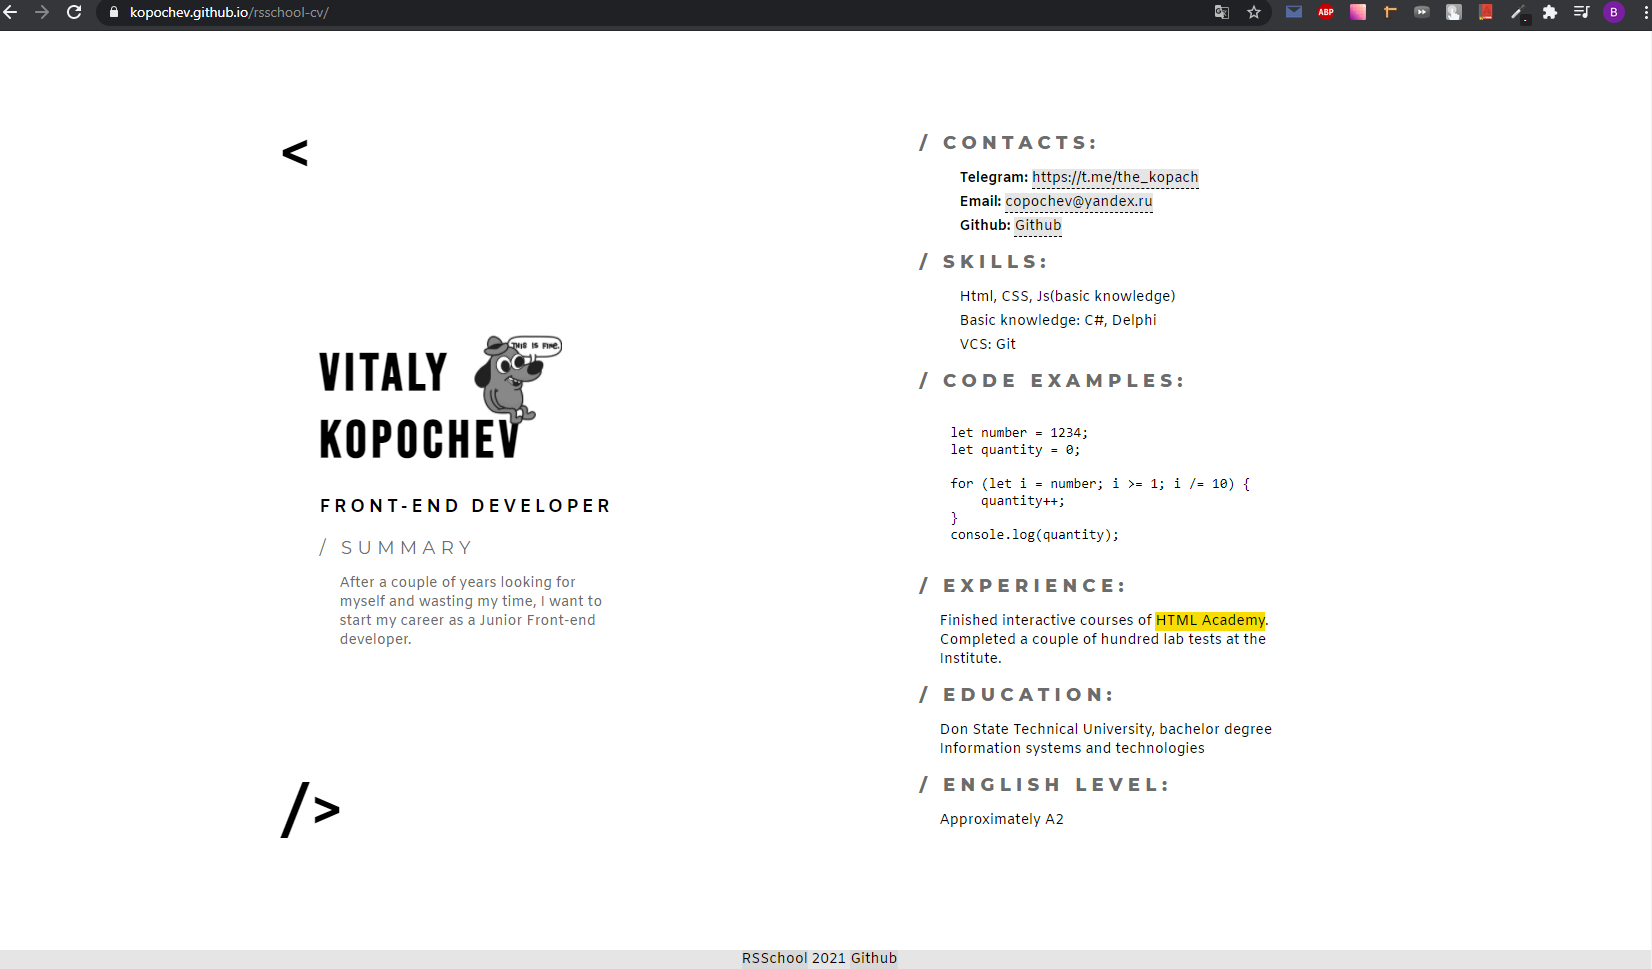 kopochev.github.io/rsschool-cv/
ABP
B
<
VITALY
THIS IS FINE.
KOPOCHEV
FRONT-END DEVELOPER
/ SUMMARY
After a couple of years looking for
myself and wasting my time, I want to
start my career as a Junior Front-end
developer.
/>
/ CONTACTS:
Telegram: https://t.me/the_kopach
Email: copochev@yandex.ru
Github: Github
/ SKILLS:
Html, CSS, Js(basic knowledge)
Basic knowledge: C#, Delphi
VCS: Git
/ CODE EXAMPLES:
let number = 1234;
let quantity = 0;
for (let i = number; i >= 1; i /= 10) {
quantity++;
}
console.log(quantity);
/ EXPERIENCE:
Finished interactive courses of HTML Academy.
Completed a couple of hundred lab tests at the
Institute.
/ EDUCATION:
Don State Technical University, bachelor degree
Information systems and technologies
/ ENGLISH LEVEL:
Approximately A2
RSSchool 2021 Github